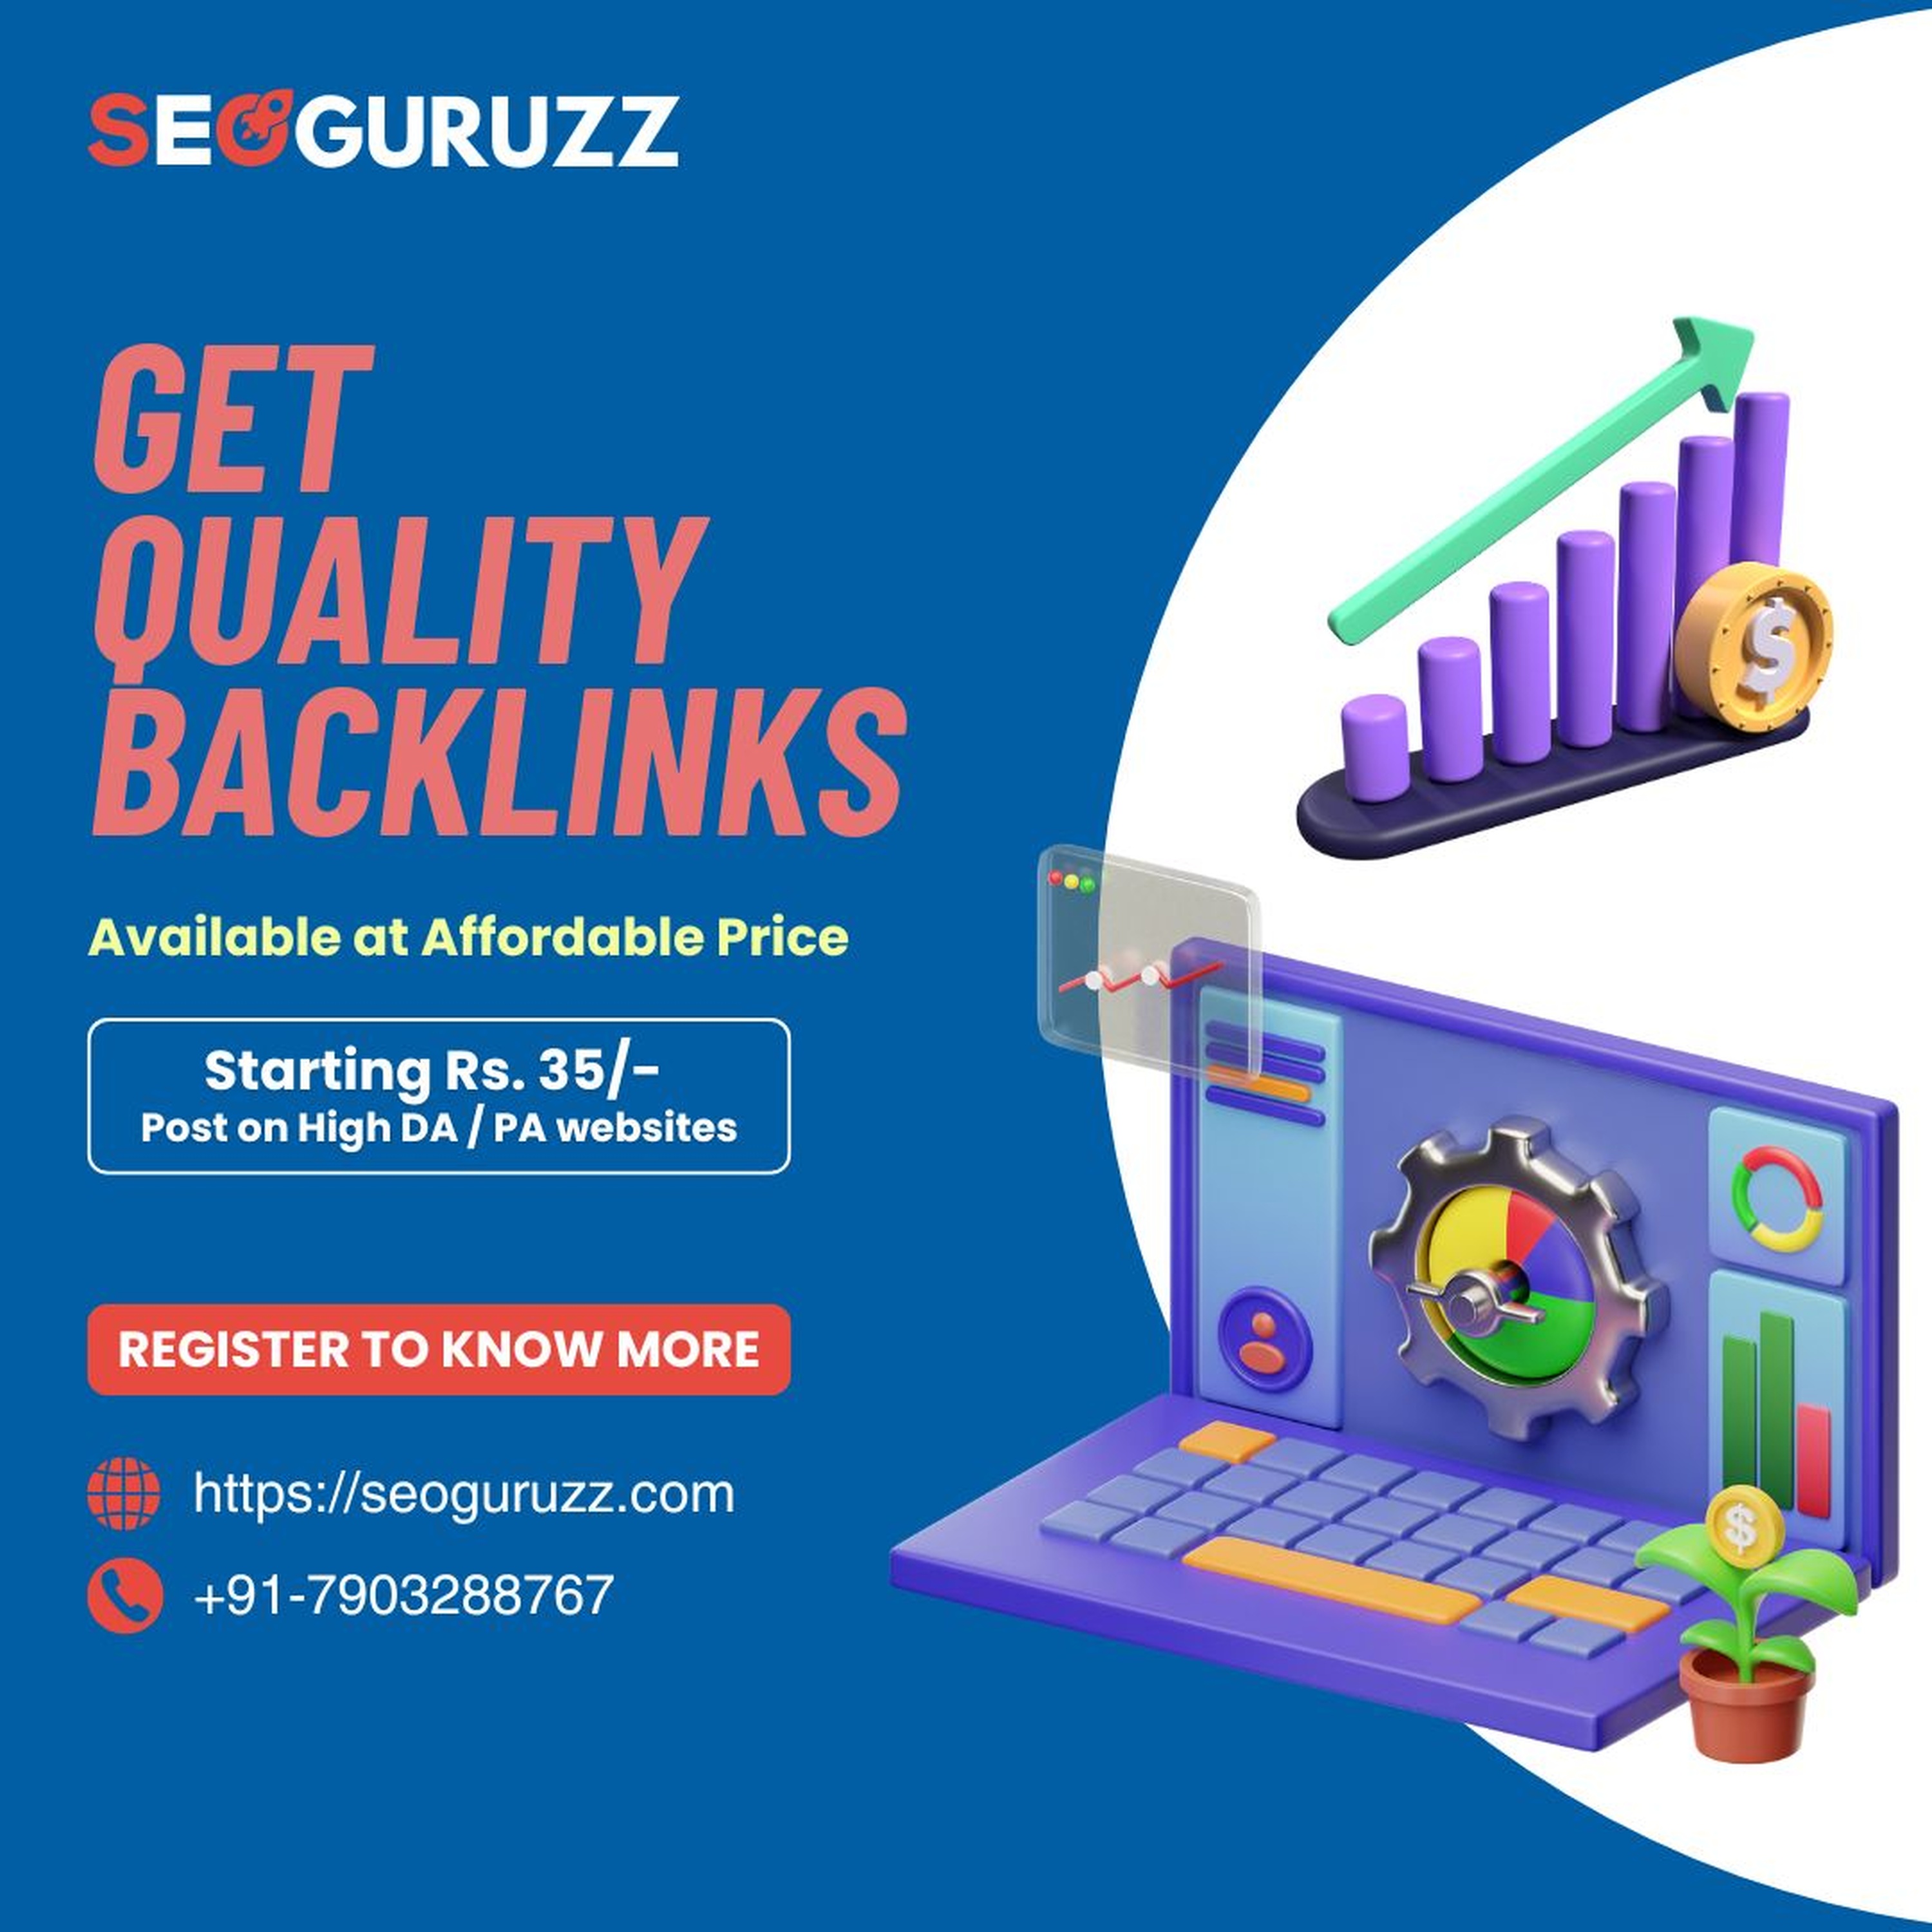 SEOGURUZZ
GET
QUALITY
BACKLINKS
Available at Affordable Price
Starting Rs. 35/-
Post on High DA / PA websites
REGISTER TO KNOW MORE
https://seoguruzz.com
+91-7903288767
$
$